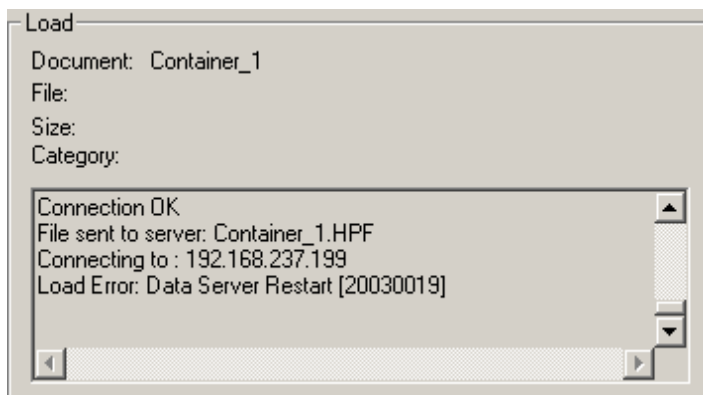 Load
Document: Container_1
File:
Size:
Category:
Connection OK
File sent to server: Container_1.HPF
Connecting to : 192.168.237.199
Load Error: Data Server Restart [20030019]